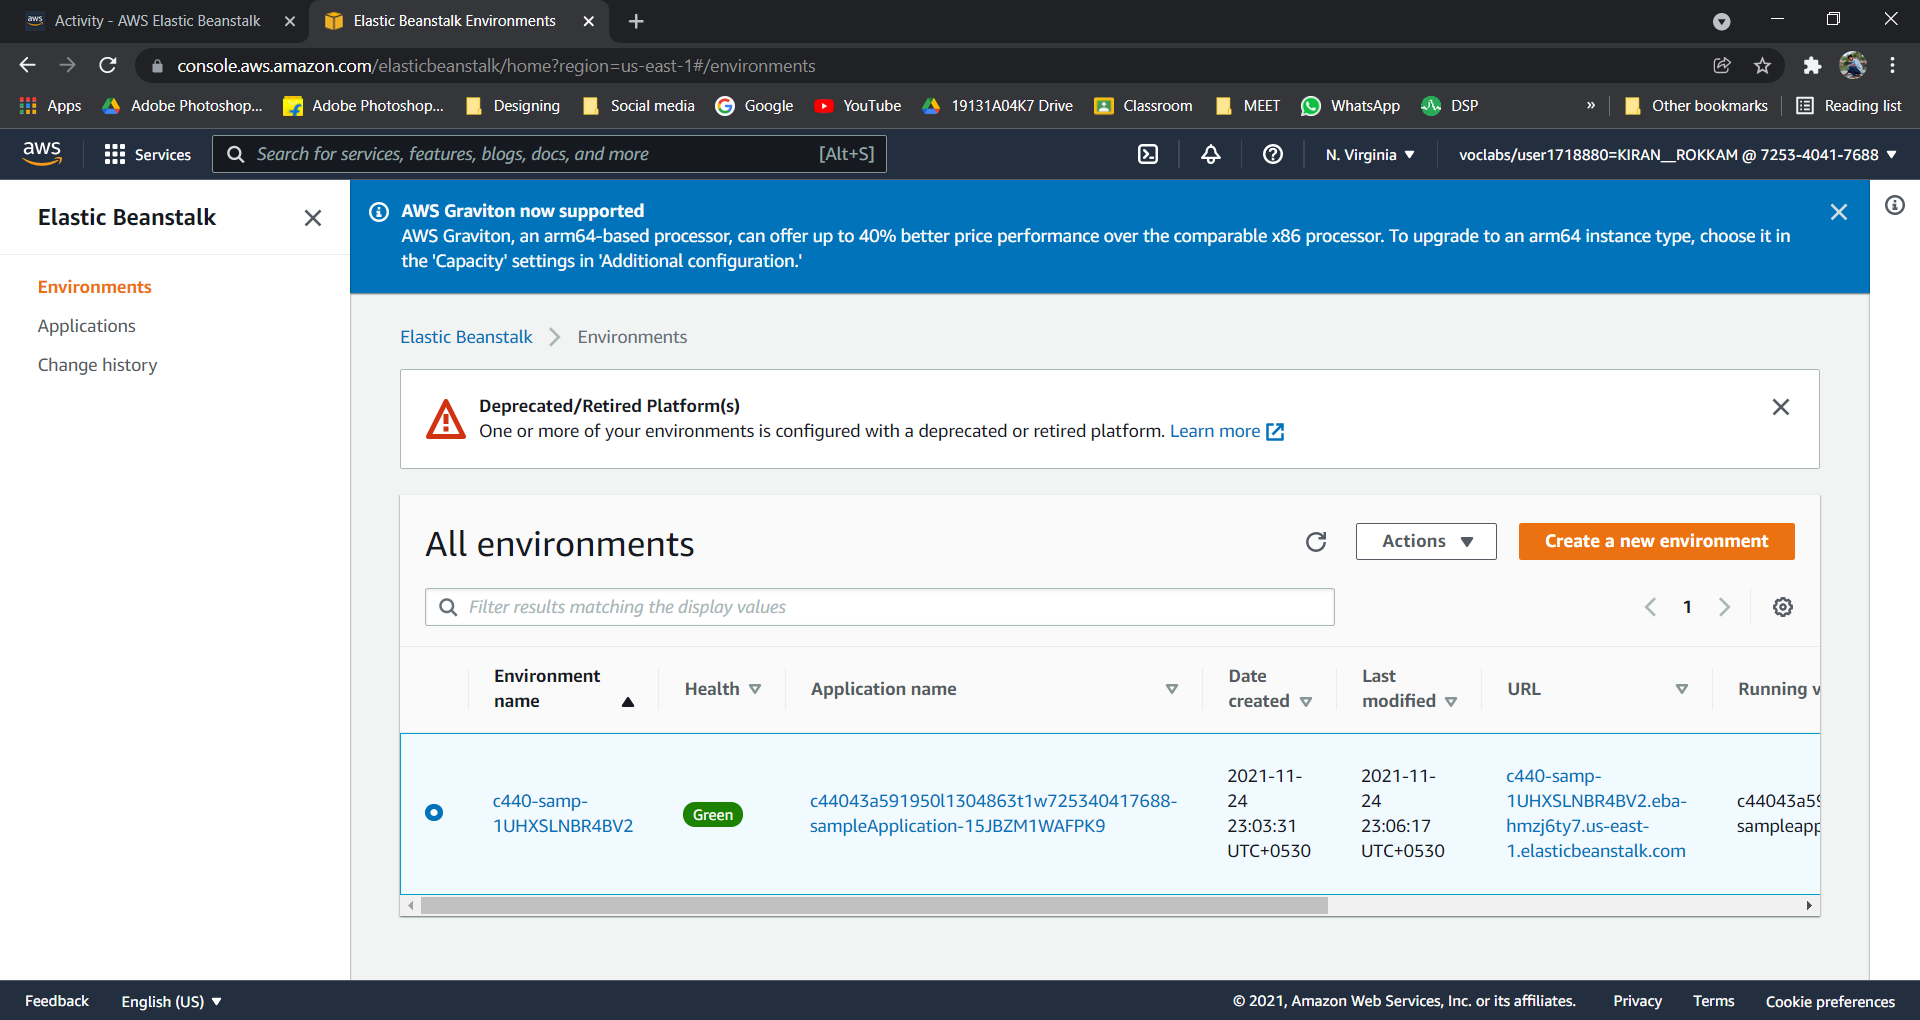 Activity - AWS Elastic Beanstalk
Elastic Beanstalk Environments
console.aws.amazon.com/elasticbeanstalk/home?region=us-east-1#/environments
Apps
Adobe Photoshop...
Adobe Photoshop...
Designing
Social media
Google
YouTube
19131A04K7 Drive
Classroom
MEET
WhatsApp
DSP
»
Other bookmarks
Reading list
aws
Services
Search for services, features, blogs, docs, and more
[Alt+S]
N. Virginia
voclabs/user1718880=KIRAN__ROKKAM @ 7253-4041-7688
Elastic Beanstalk
Environments
Applications
Change history
AWS Graviton now supported
AWS Graviton, an arm64-based processor, can offer up to 40% better price performance over the comparable x86 processor. To upgrade to an arm64 instance type, choose it in
the 'Capacity' settings in 'Additional configuration.'
Elastic Beanstalk
Environments
Deprecated/Retired Platform(s)
One or more of your environments is configured with a deprecated or retired platform. Learn more
All environments
Actions
Create a new environment
Filter results matching the display values
1
Environment
name
Health
Application name
Date
created
Last
modified
URL
Running v
c440-samp-
1UHXSLNBR4BV2
Green
c44043a591950l1304863t1w725340417688-
sampleApplication-15JBZM1WAFPK9
2021-11-
24
23:03:31
UTC+0530
2021-11-
24
23:06:17
UTC+0530
c440-samp-
1UHXSLNBR4BV2.eba-
hmzj6ty7.us-east-
1.elasticbeanstalk.com
c44043a59
sampleapp
Feedback
English (US)
© 2021, Amazon Web Services, Inc. or its affiliates.
Privacy
Terms
Cookie preferences